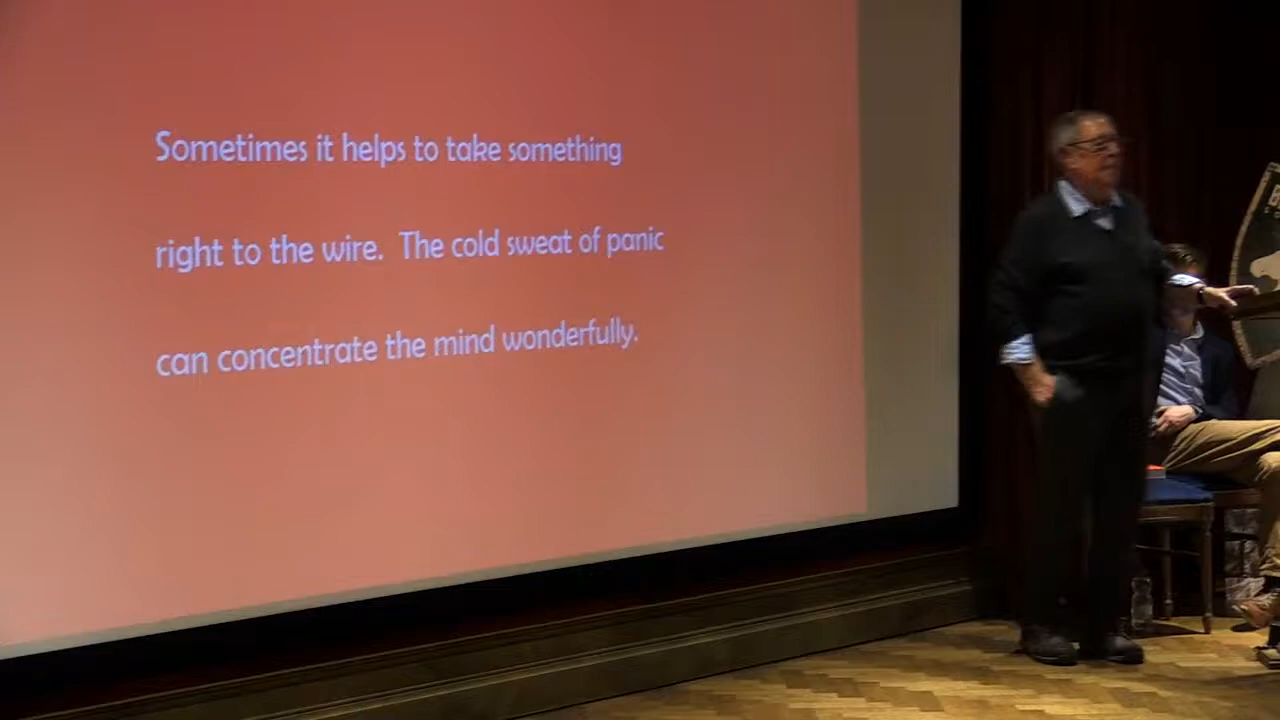 Sometimes it helps to take something
right to the wire. The cold sweat of panic
can concentrate the mind wonderfully.